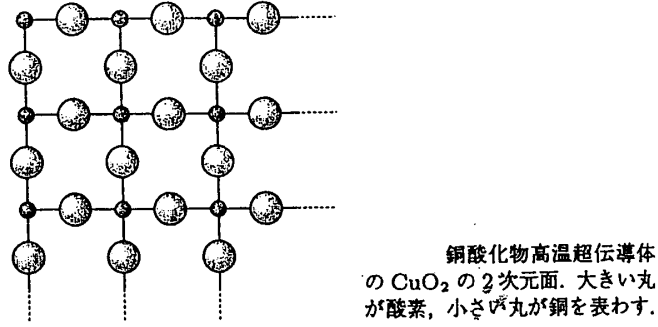 銅酸化物高温超伝導体
の CuO₂ の 2 次元面. 大きい丸
が酸素, 小さい丸が銅を表わす.